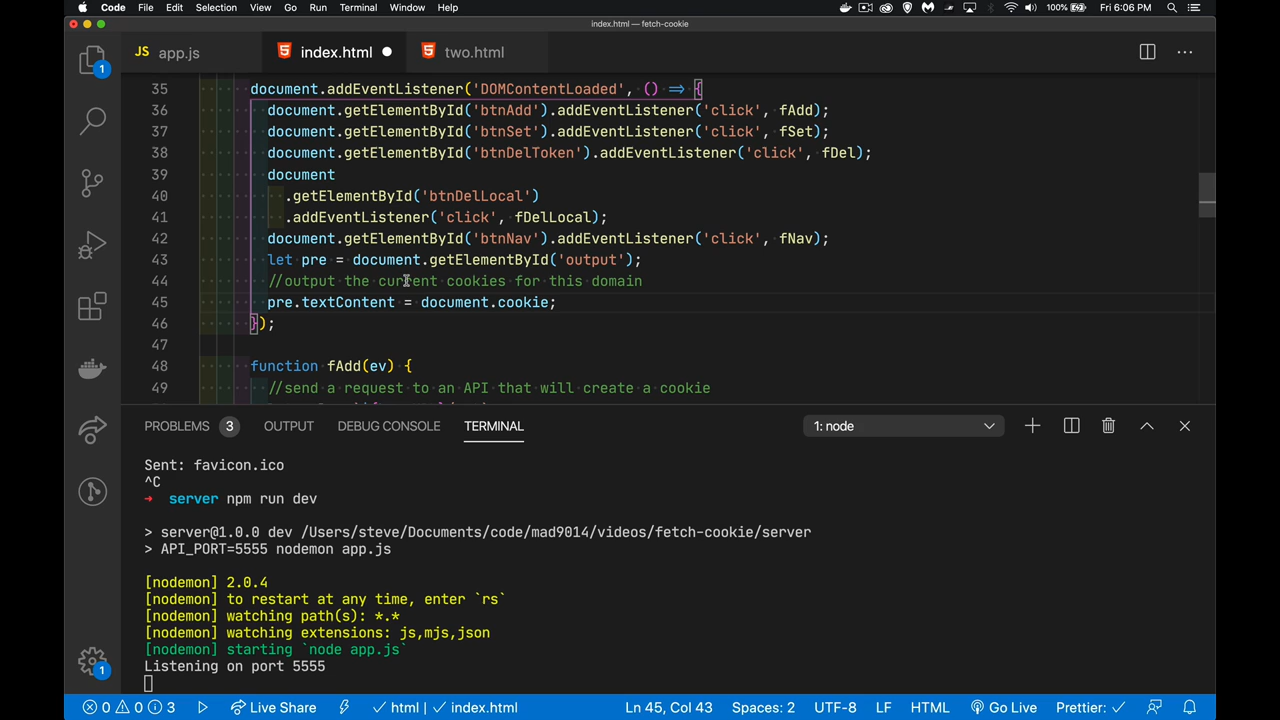 Code File Edit Selection View Go Run Terminal Window Help 100% Fri 6:06 PM
index.html — fetch-cookie
JS app.js index.html two.html
35 document.addEventListener('DOMContentLoaded', () => {
36 document.getElementById('btnAdd').addEventListener('click', fAdd);
37 document.getElementById('btnSet').addEventListener('click', fSet);
38 document.getElementById('btnDelToken').addEventListener('click', fDel);
39 document
40 .getElementById('btnDelLocal')
41 .addEventListener('click', fDelLocal);
42 document.getElementById('btnNav').addEventListener('click', fNav);
43 let pre = document.getElementById('output');
44 //output the current cookies for this domain
45 pre.textContent = document.cookie;
46 });
47
48 function fAdd(ev) {
49 //send a request to an API that will create a cookie
PROBLEMS 3 OUTPUT DEBUG CONSOLE TERMINAL 1: node
Sent: favicon.ico
^C
→ server npm run dev
> server@1.0.0 dev /Users/steve/Documents/code/mad9014/videos/fetch-cookie/server
> API_PORT=5555 nodemon app.js
[nodemon] 2.0.4
[nodemon] to restart at any time, enter `rs`
[nodemon] watching path(s): *.*
[nodemon] watching extensions: js,mjs,json
[nodemon] starting `node app.js`
Listening on port 5555
0 0 3 Live Share html | index.html Ln 45, Col 43 Spaces: 2 UTF-8 LF HTML Go Live Prettier: ✓
1
1